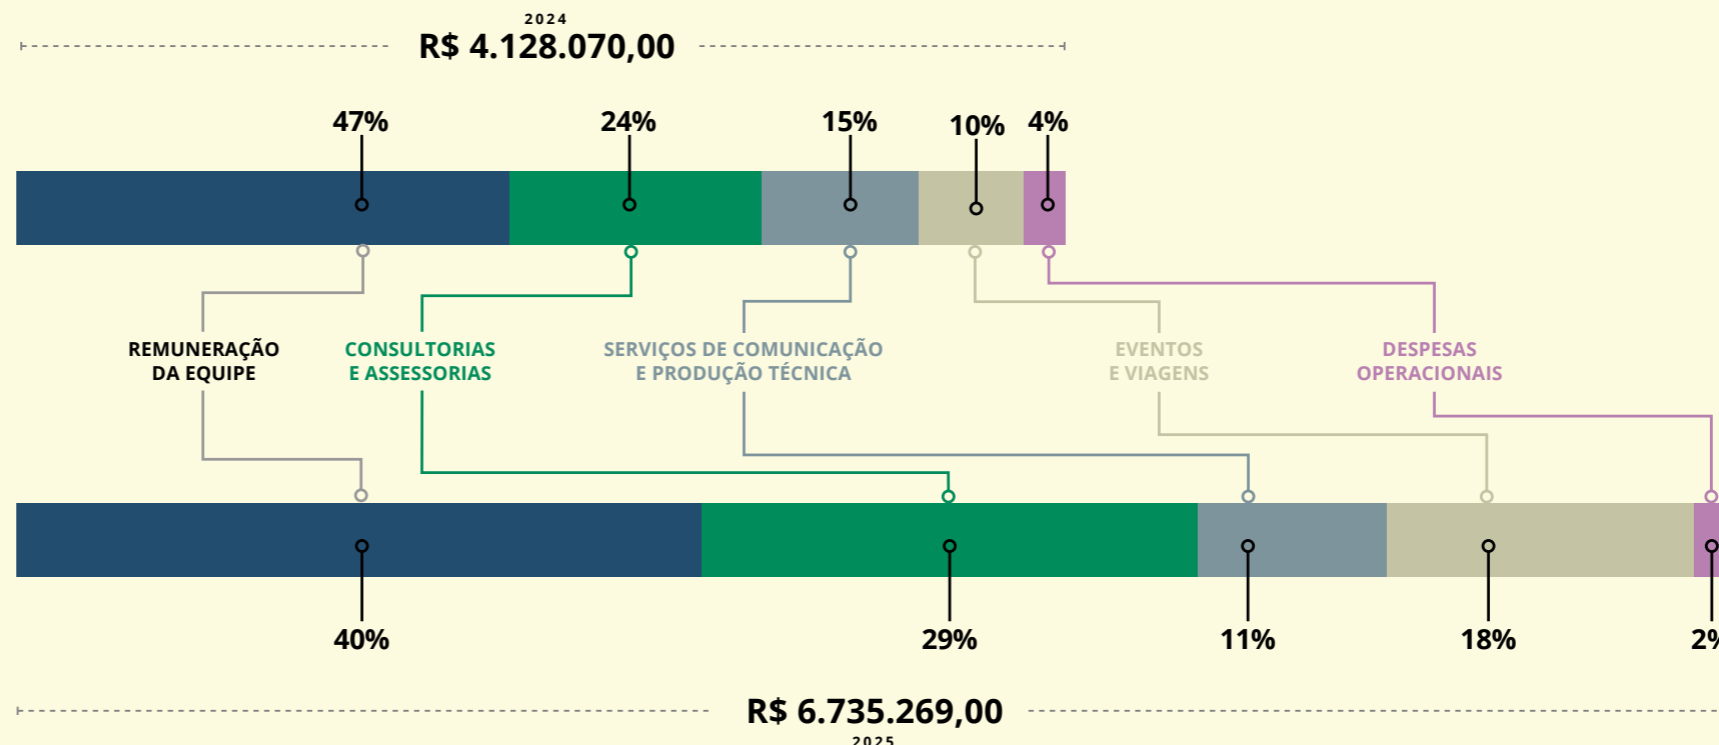 2024
R$ 4.128.070,00
47% 24% 15% 10% 4%
REMUNERAÇÃO
DA EQUIPE
CONSULTORIAS
E ASSESSORIAS
SERVIÇOS DE COMUNICAÇÃO
E PRODUÇÃO TÉCNICA
EVENTOS
E VIAGENS
DESPESAS
OPERACIONAIS
40% 29% 11% 18% 2%
R$ 6.735.269,00
2025